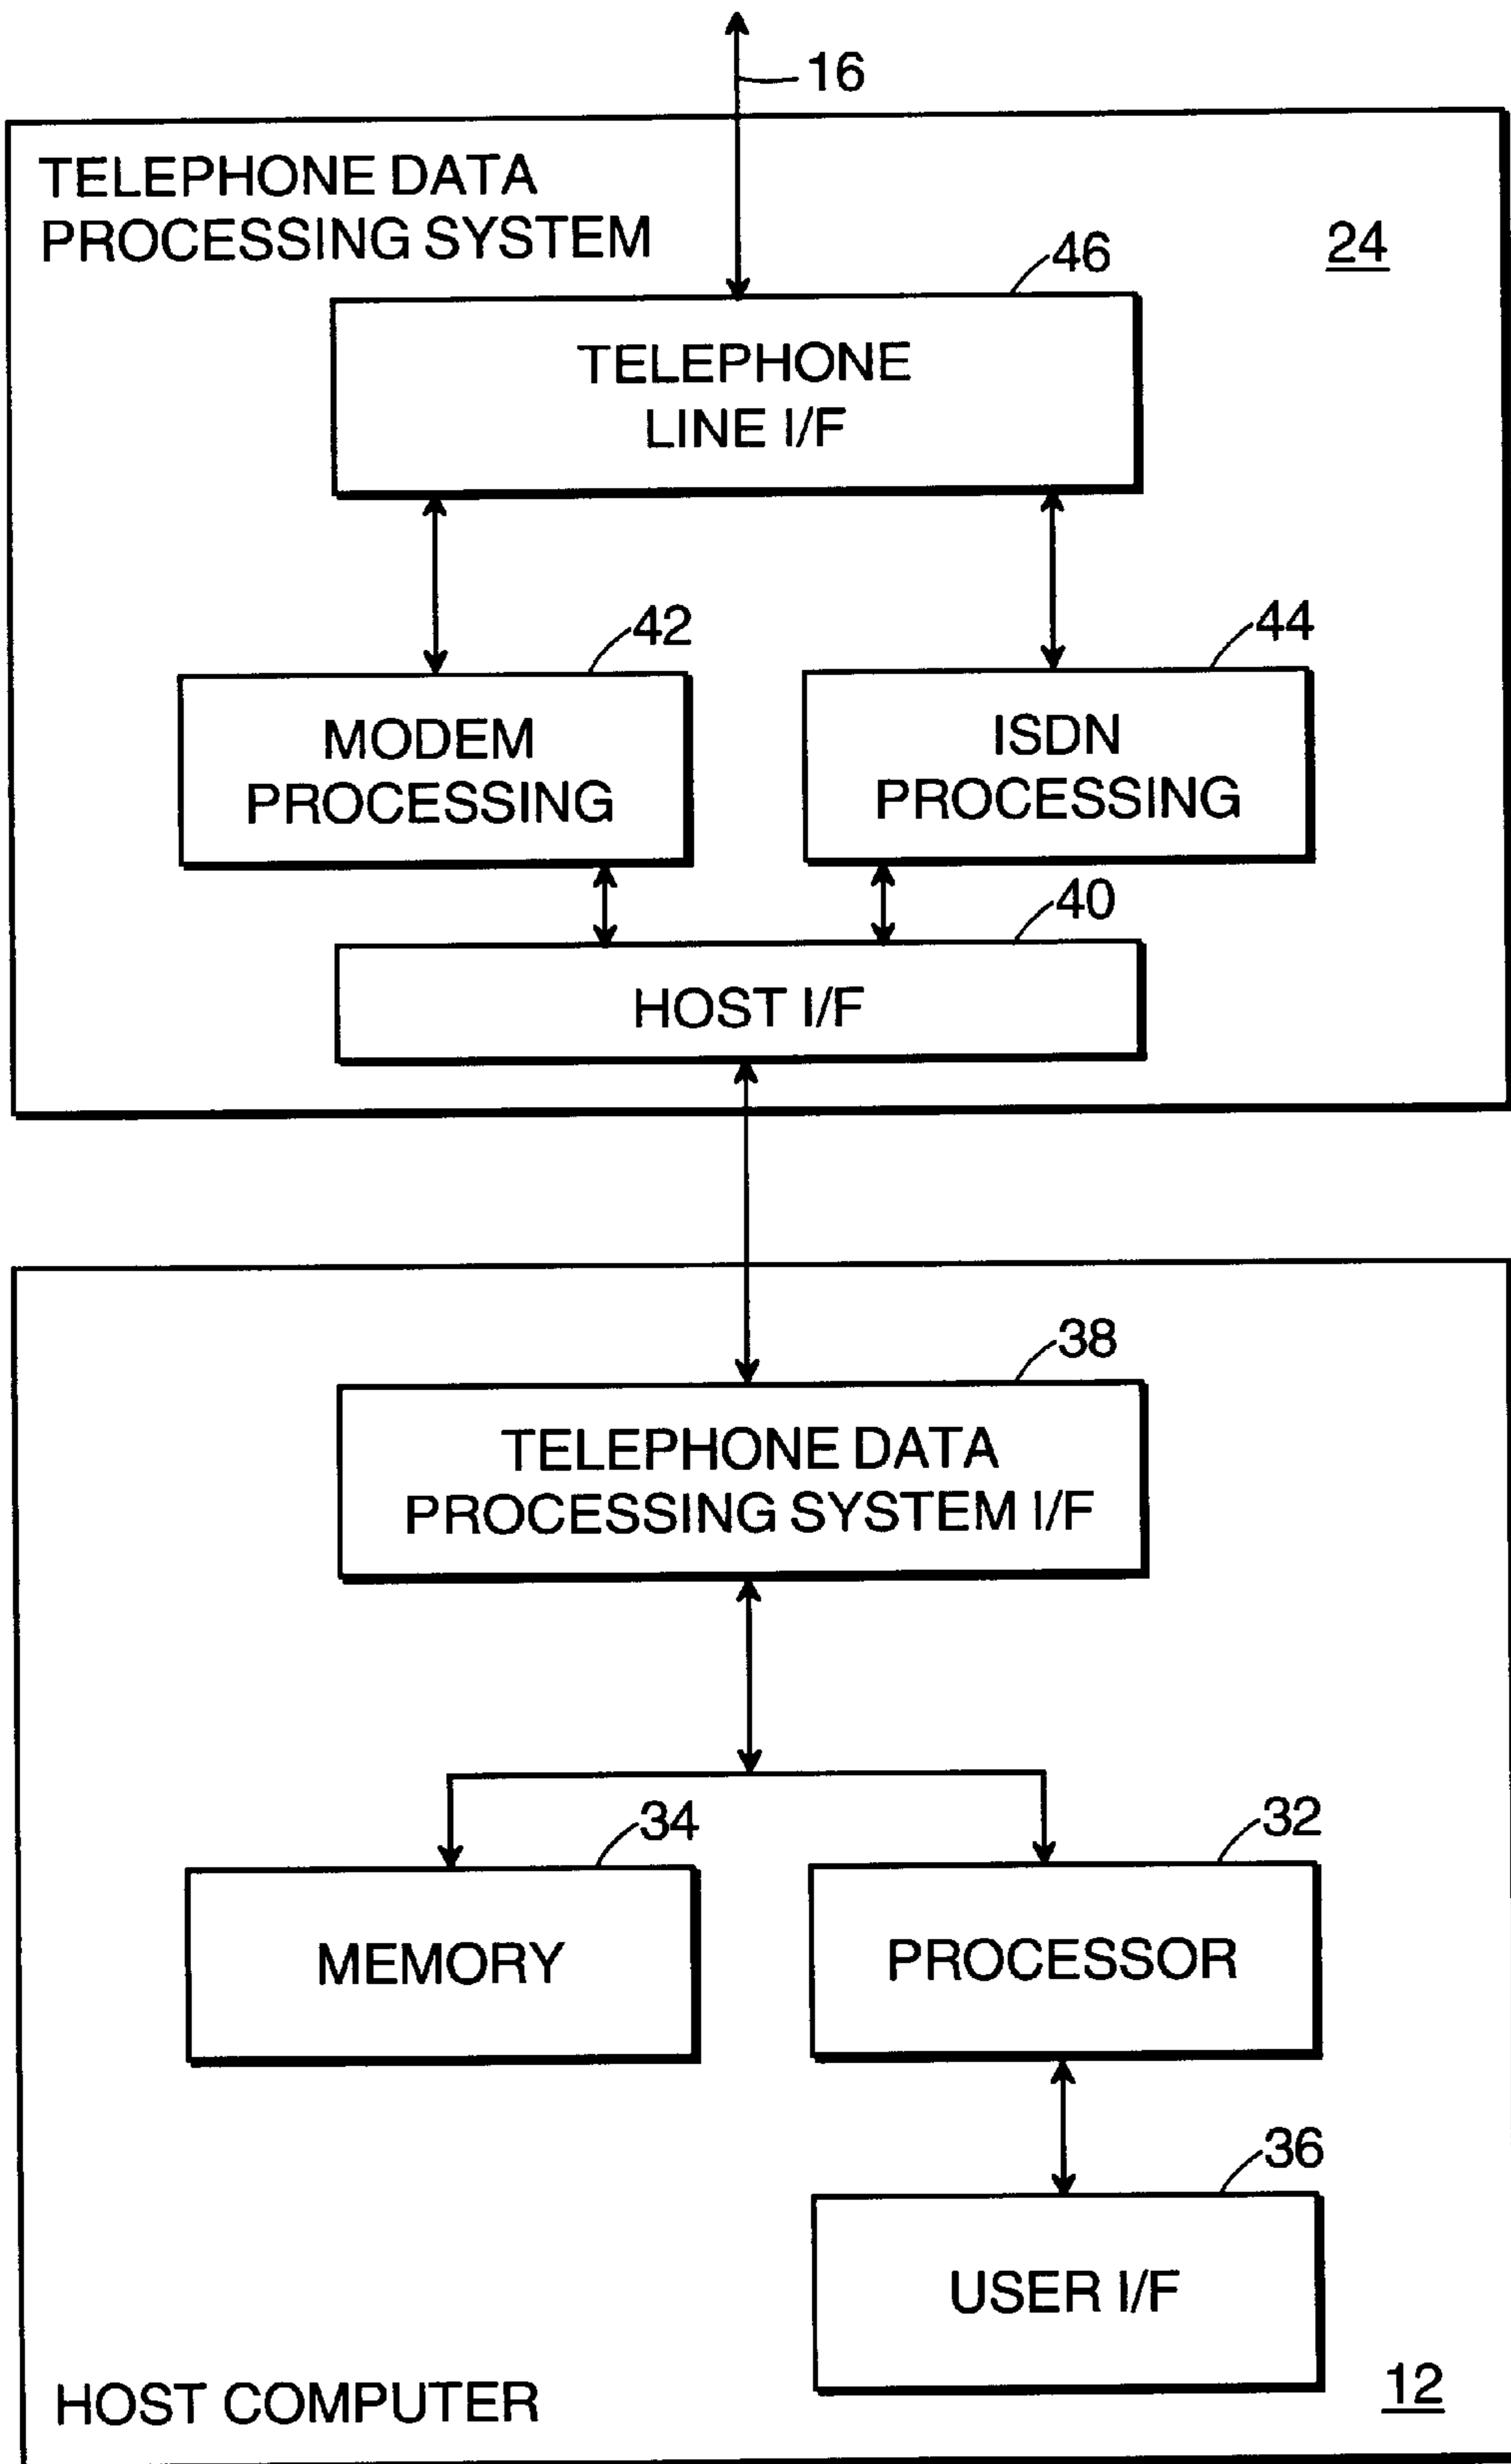 16
TELEPHONE DATA
PROCESSING SYSTEM
24
46
TELEPHONE
LINE I/F
42
44
MODEM
PROCESSING
ISDN
PROCESSING
40
HOST I/F
38
TELEPHONE DATA
PROCESSING SYSTEM I/F
34
32
MEMORY
PROCESSOR
36
USER I/F
HOST COMPUTER
12